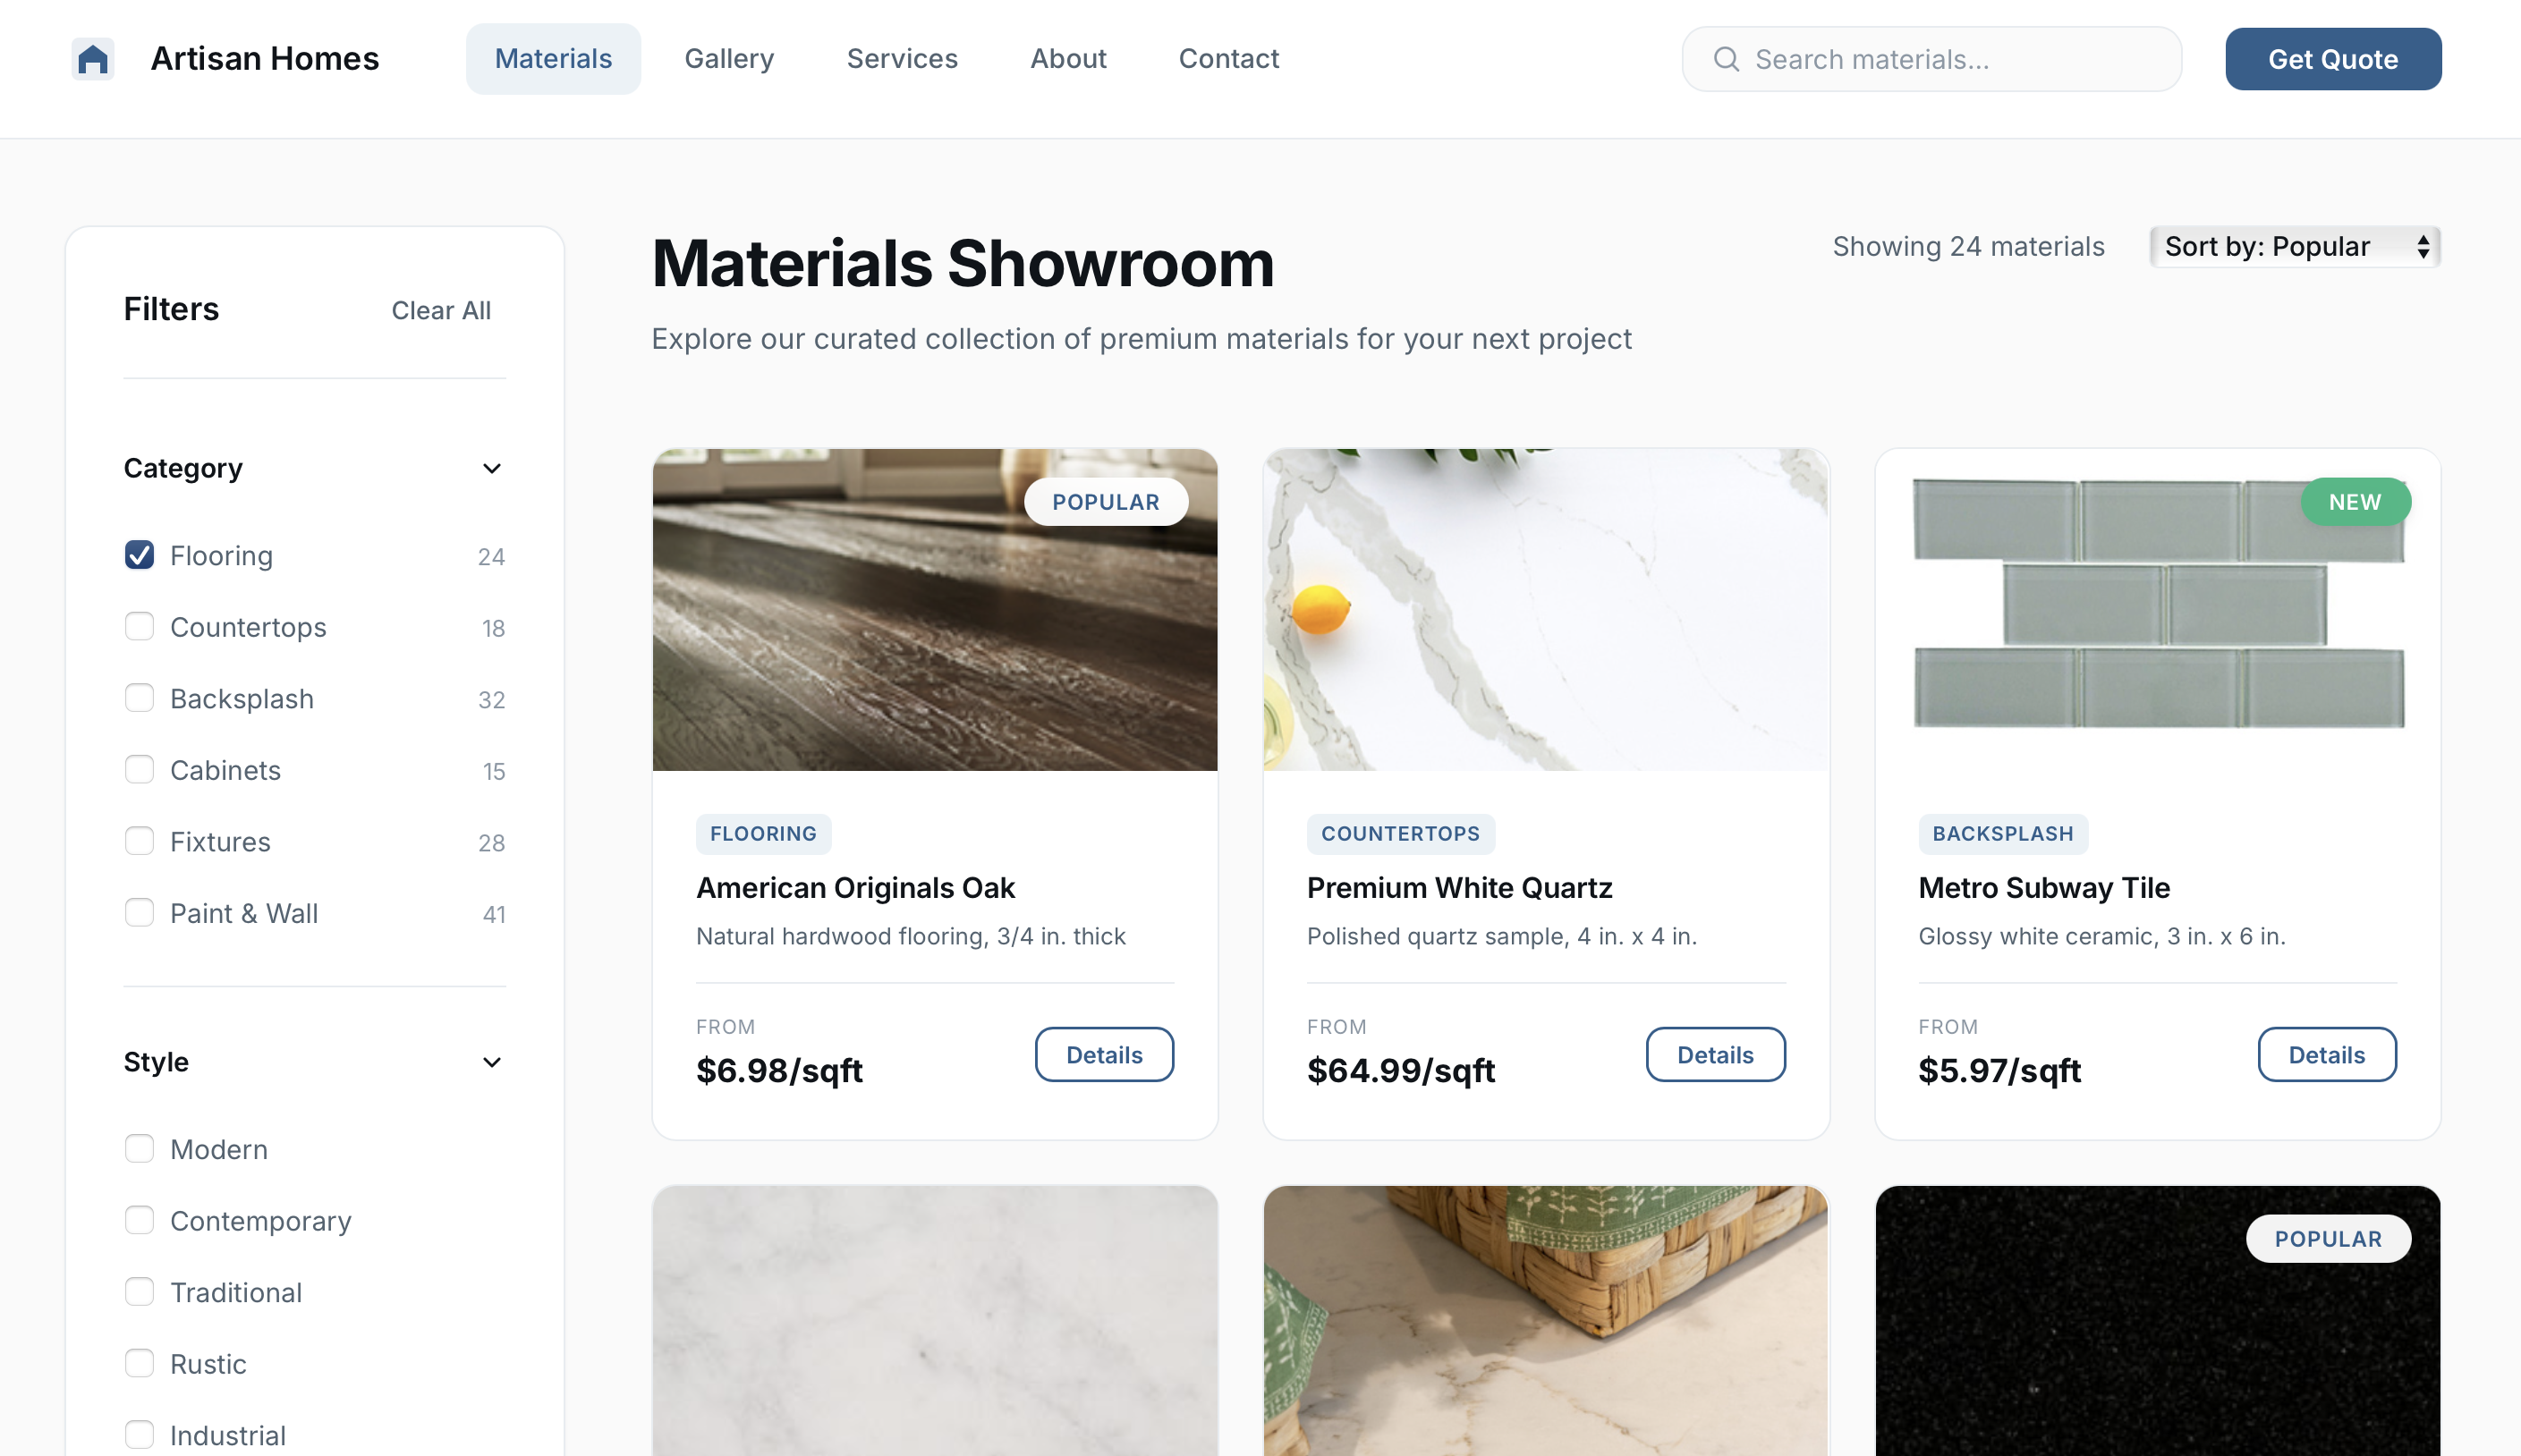 Artisan Homes
Materials
Gallery
Services
About
Contact
Search materials...
Get Quote
Filters
Clear All
Category
Flooring 24
Countertops 18
Backsplash 32
Cabinets 15
Fixtures 28
Paint & Wall 41
Style
Modern
Contemporary
Traditional
Rustic
Industrial
Materials Showroom
Explore our curated collection of premium materials for your next project
Showing 24 materials
Sort by: Popular
POPULAR
FLOORING
American Originals Oak
Natural hardwood flooring, 3/4 in. thick
FROM
$6.98/sqft
Details
COUNTERTOPS
Premium White Quartz
Polished quartz sample, 4 in. x 4 in.
FROM
$64.99/sqft
Details
NEW
BACKSPLASH
Metro Subway Tile
Glossy white ceramic, 3 in. x 6 in.
FROM
$5.97/sqft
Details
POPULAR